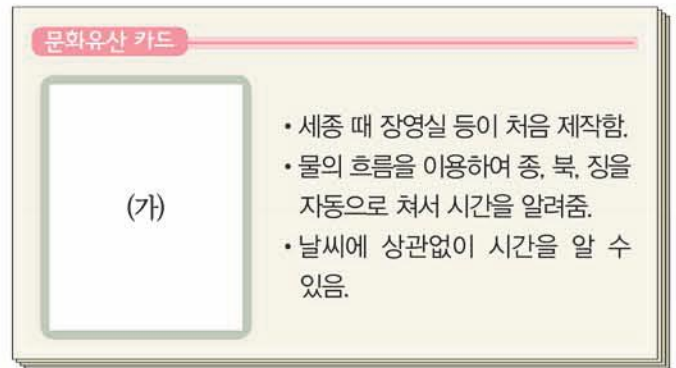 문화유산 카드
(가)
• 세종 때 장영실 등이 처음 제작함.
• 물의 흐름을 이용하여 종, 북, 징을
자동으로 쳐서 시간을 알려줌.
• 날씨에 상관없이 시간을 알 수
있음.